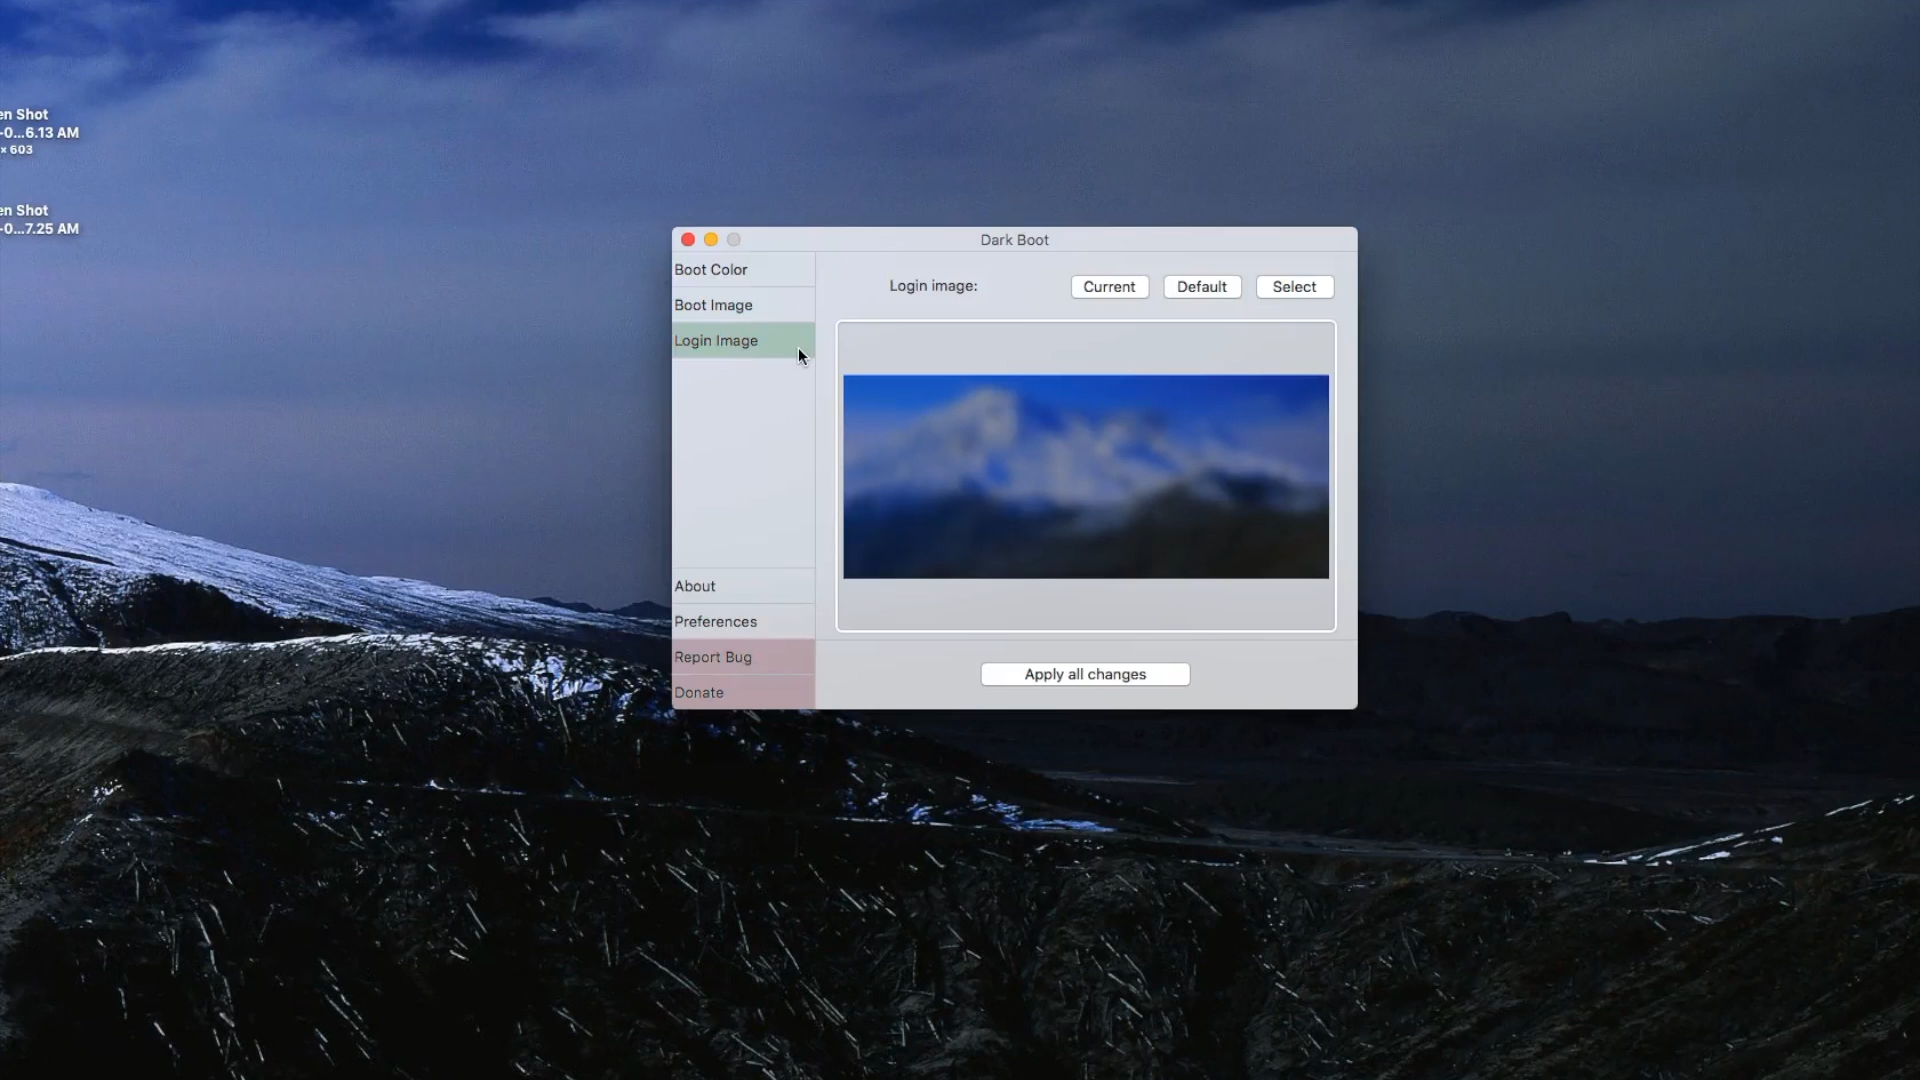 en Shot
-0...6.13 AM
× 603
en Shot
-0...7.25 AM
Dark Boot
Boot Color
Boot Image
Login Image
Login image:
Current
Default
Select
About
Preferences
Report Bug
Donate
Apply all changes